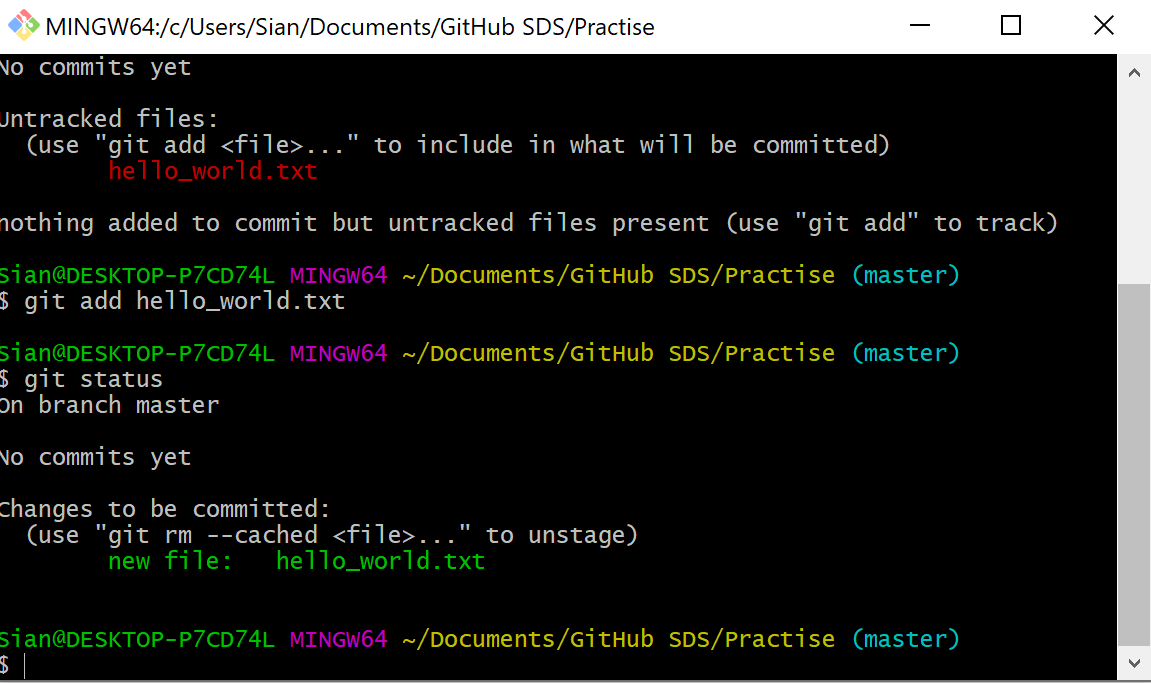 MINGW64:/c/Users/Sian/Documents/GitHub SDS/Practise
No commits yet
Untracked files:
(use "git add <file>..." to include in what will be committed)
hello_world.txt
nothing added to commit but untracked files present (use "git add" to track)
Sian@DESKTOP-P7CD74L MINGW64 ~/Documents/GitHub SDS/Practise (master)
$ git add hello_world.txt
Sian@DESKTOP-P7CD74L MINGW64 ~/Documents/GitHub SDS/Practise (master)
$ git status
On branch master
No commits yet
Changes to be committed:
(use "git rm --cached <file>..." to unstage)
new file:   hello_world.txt
Sian@DESKTOP-P7CD74L MINGW64 ~/Documents/GitHub SDS/Practise (master)
$